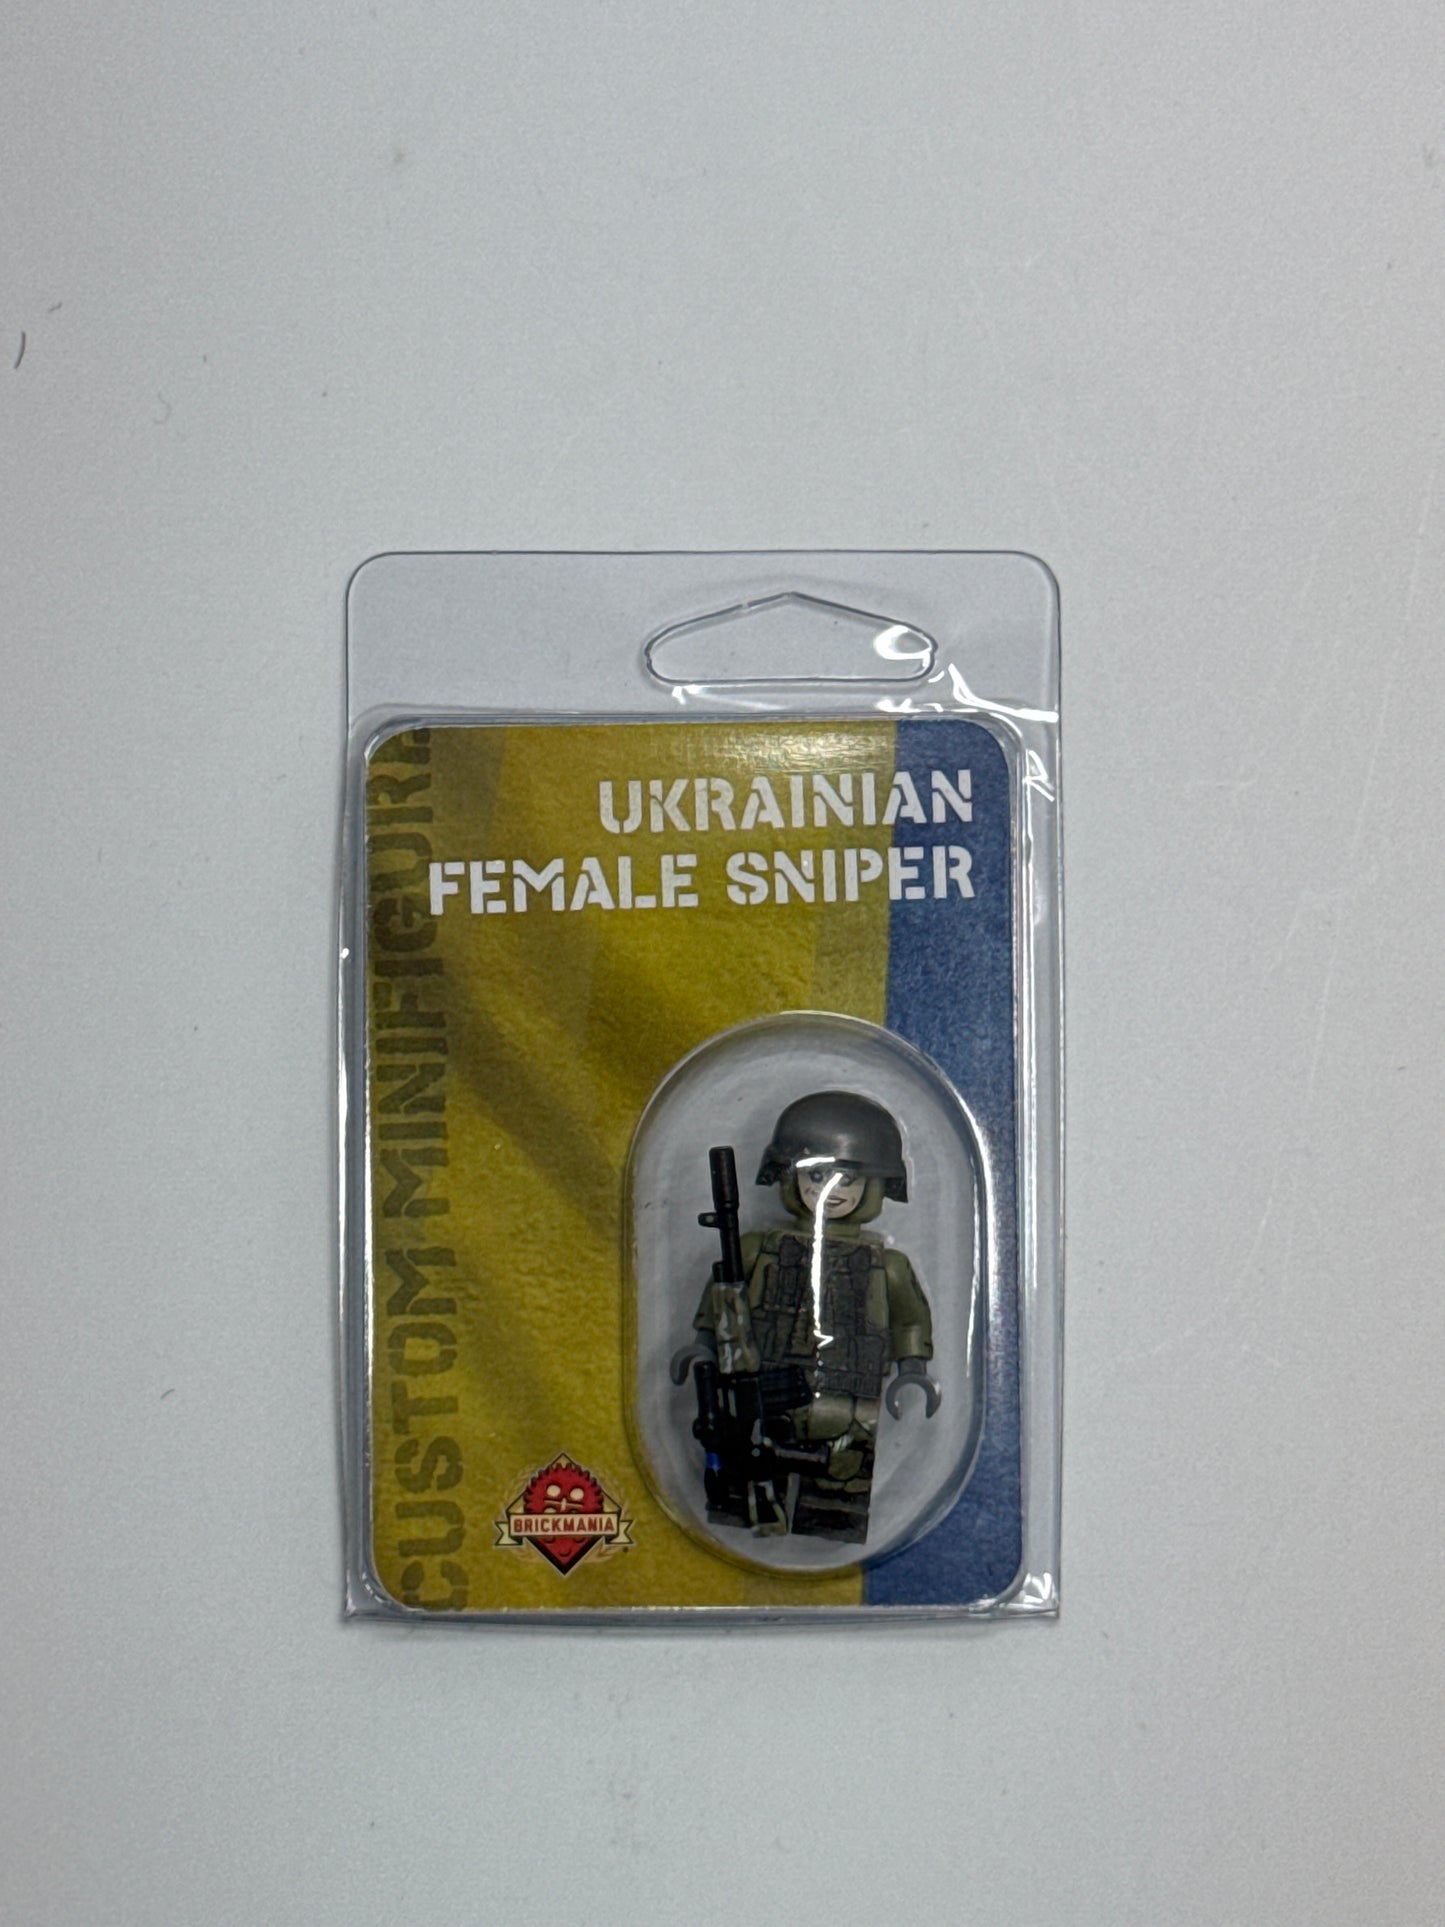 UKRAINIAN
FEMALE SNIPER
CUSTOM MINIFIGURE
BRICKMANIA